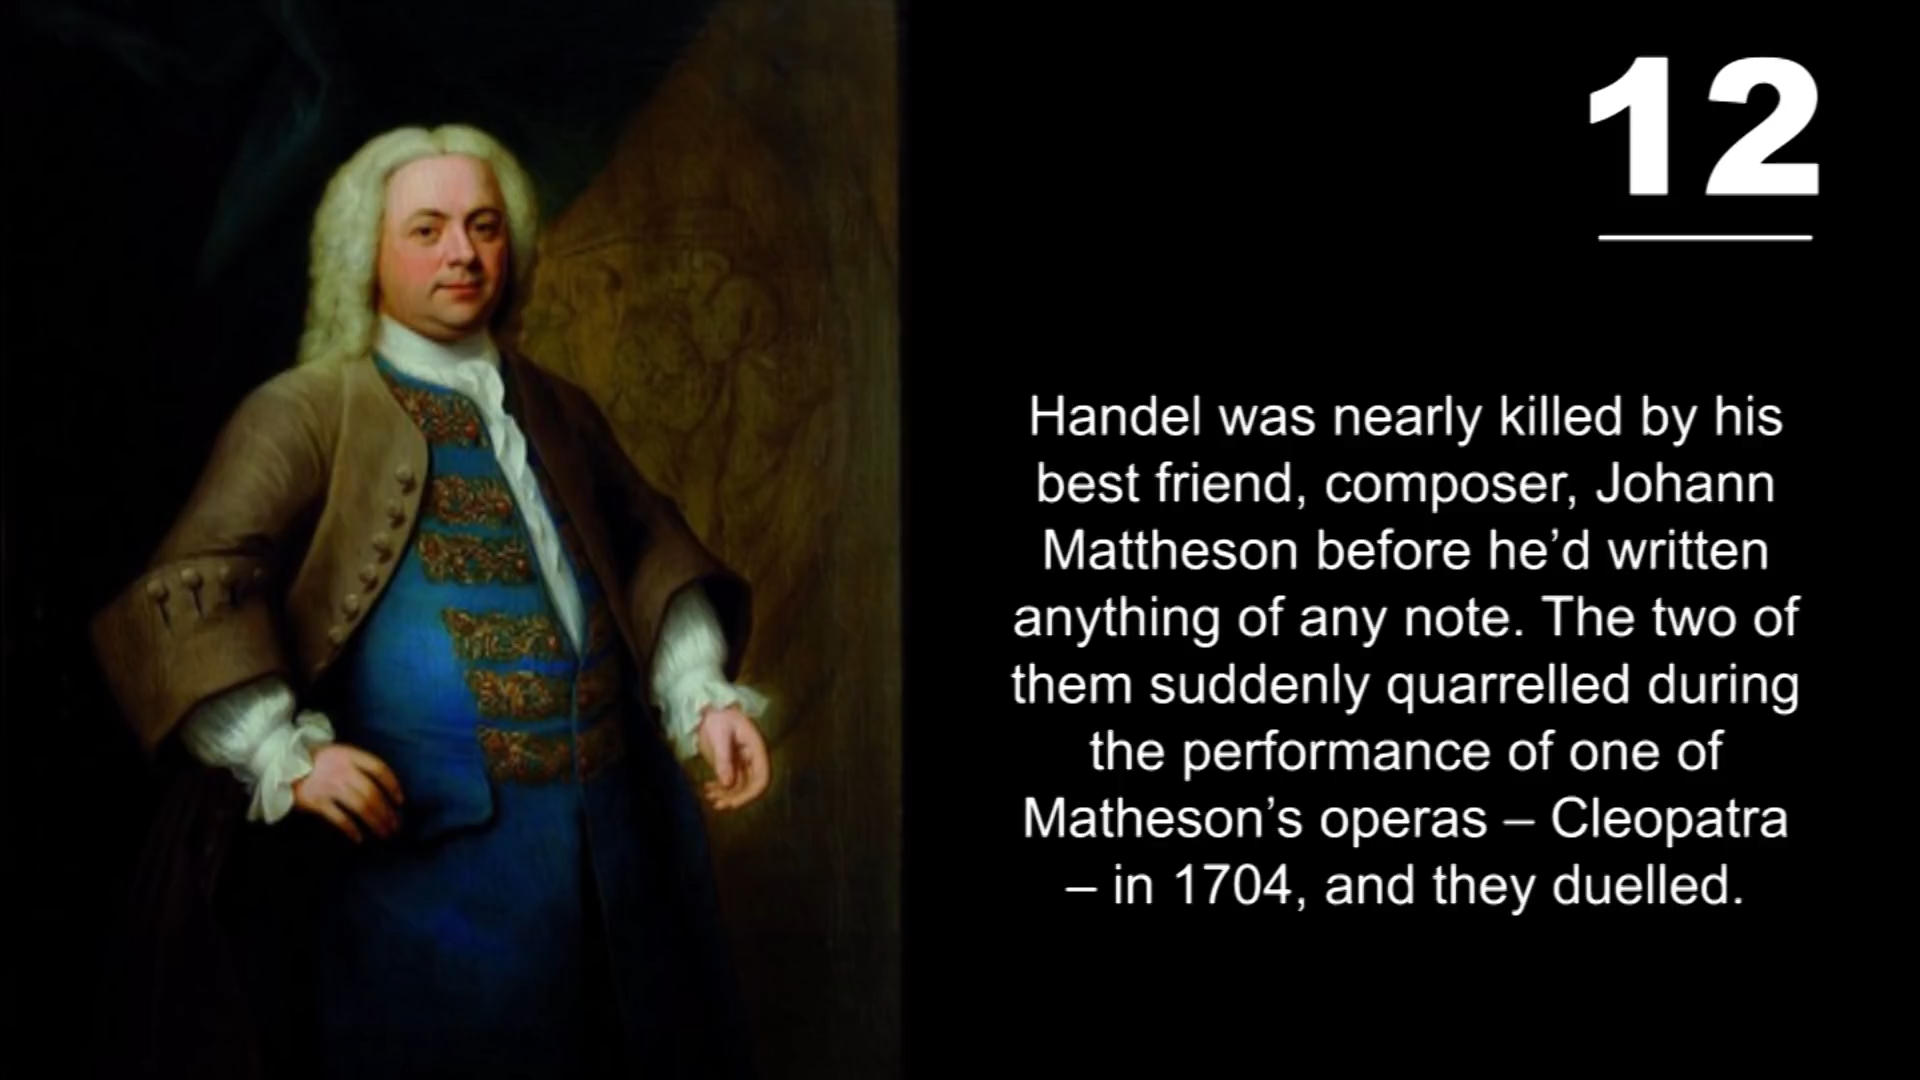 12
Handel was nearly killed by his
best friend, composer, Johann
Mattheson before he’d written
anything of any note. The two of
them suddenly quarrelled during
the performance of one of
Matheson’s operas – Cleopatra
– in 1704, and they duelled.